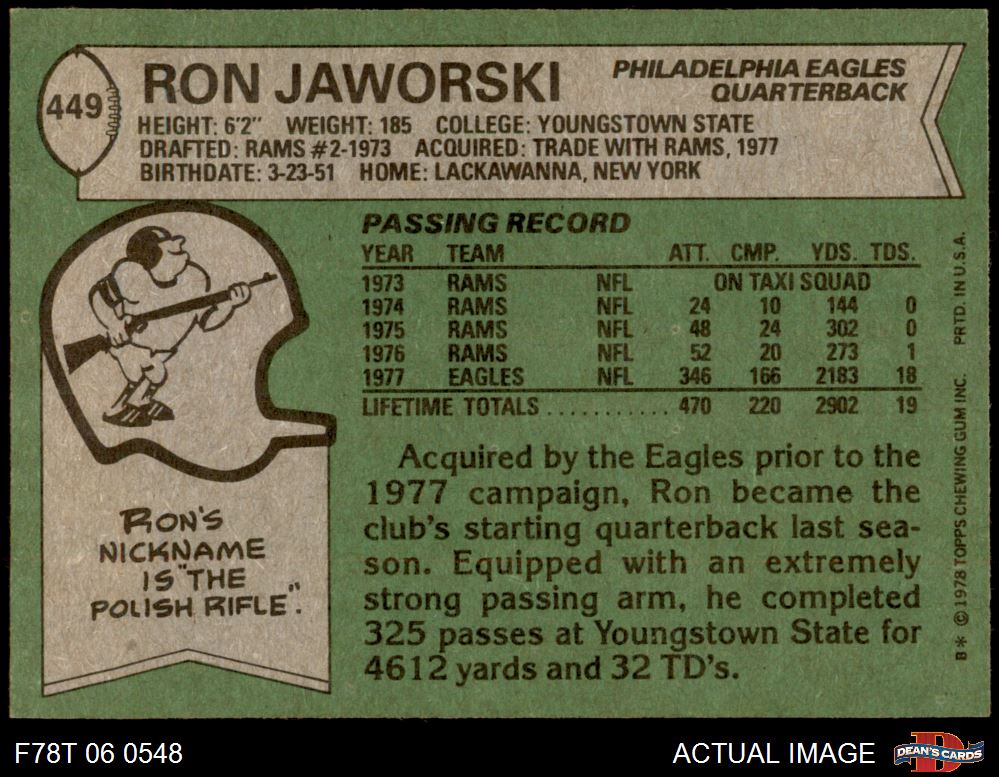 449
RON JAWORSKI
PHILADELPHIA EAGLES
QUARTERBACK
HEIGHT: 6'2" WEIGHT: 185 COLLEGE: YOUNGSTOWN STATE
DRAFTED: RAMS #2-1973 ACQUIRED: TRADE WITH RAMS, 1977
BIRTHDATE: 3-23-51 HOME: LACKAWANNA, NEW YORK
PASSING RECORD
YEAR TEAM ATT. CMP. YDS. TDS.
1973 RAMS NFL ON TAXI SQUAD
1974 RAMS NFL 24 10 144 0
1975 RAMS NFL 48 24 302 0
1976 RAMS NFL 52 20 273 1
1977 EAGLES NFL 346 166 2183 18
LIFETIME TOTALS . . . . . . . . . . . 470 220 2902 19
RON'S
NICKNAME
IS "THE
POLISH RIFLE".
Acquired by the Eagles prior to the
1977 campaign, Ron became the
club's starting quarterback last sea-
son. Equipped with an extremely
strong passing arm, he completed
325 passes at Youngstown State for
4612 yards and 32 TD's.
B* ©1978 TOPPS CHEWING GUM INC. PRTD. IN U.S.A.
F78T 06 0548
ACTUAL IMAGE
D
DEAN'S CARDS